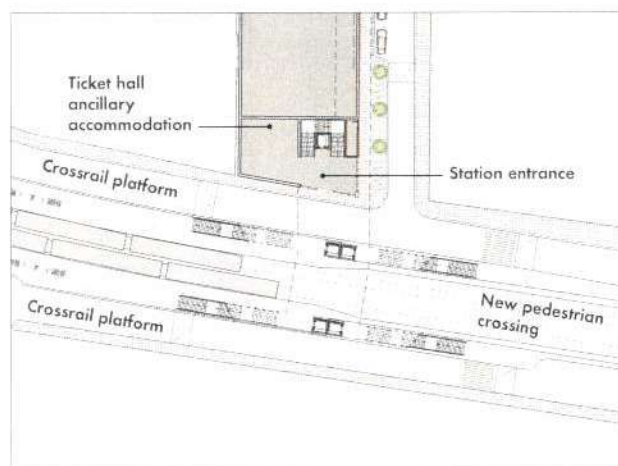 Ticket hall
ancillary
accommodation
Station entrance
Crossrail platform
New pedestrian
crossing
Crossrail platform